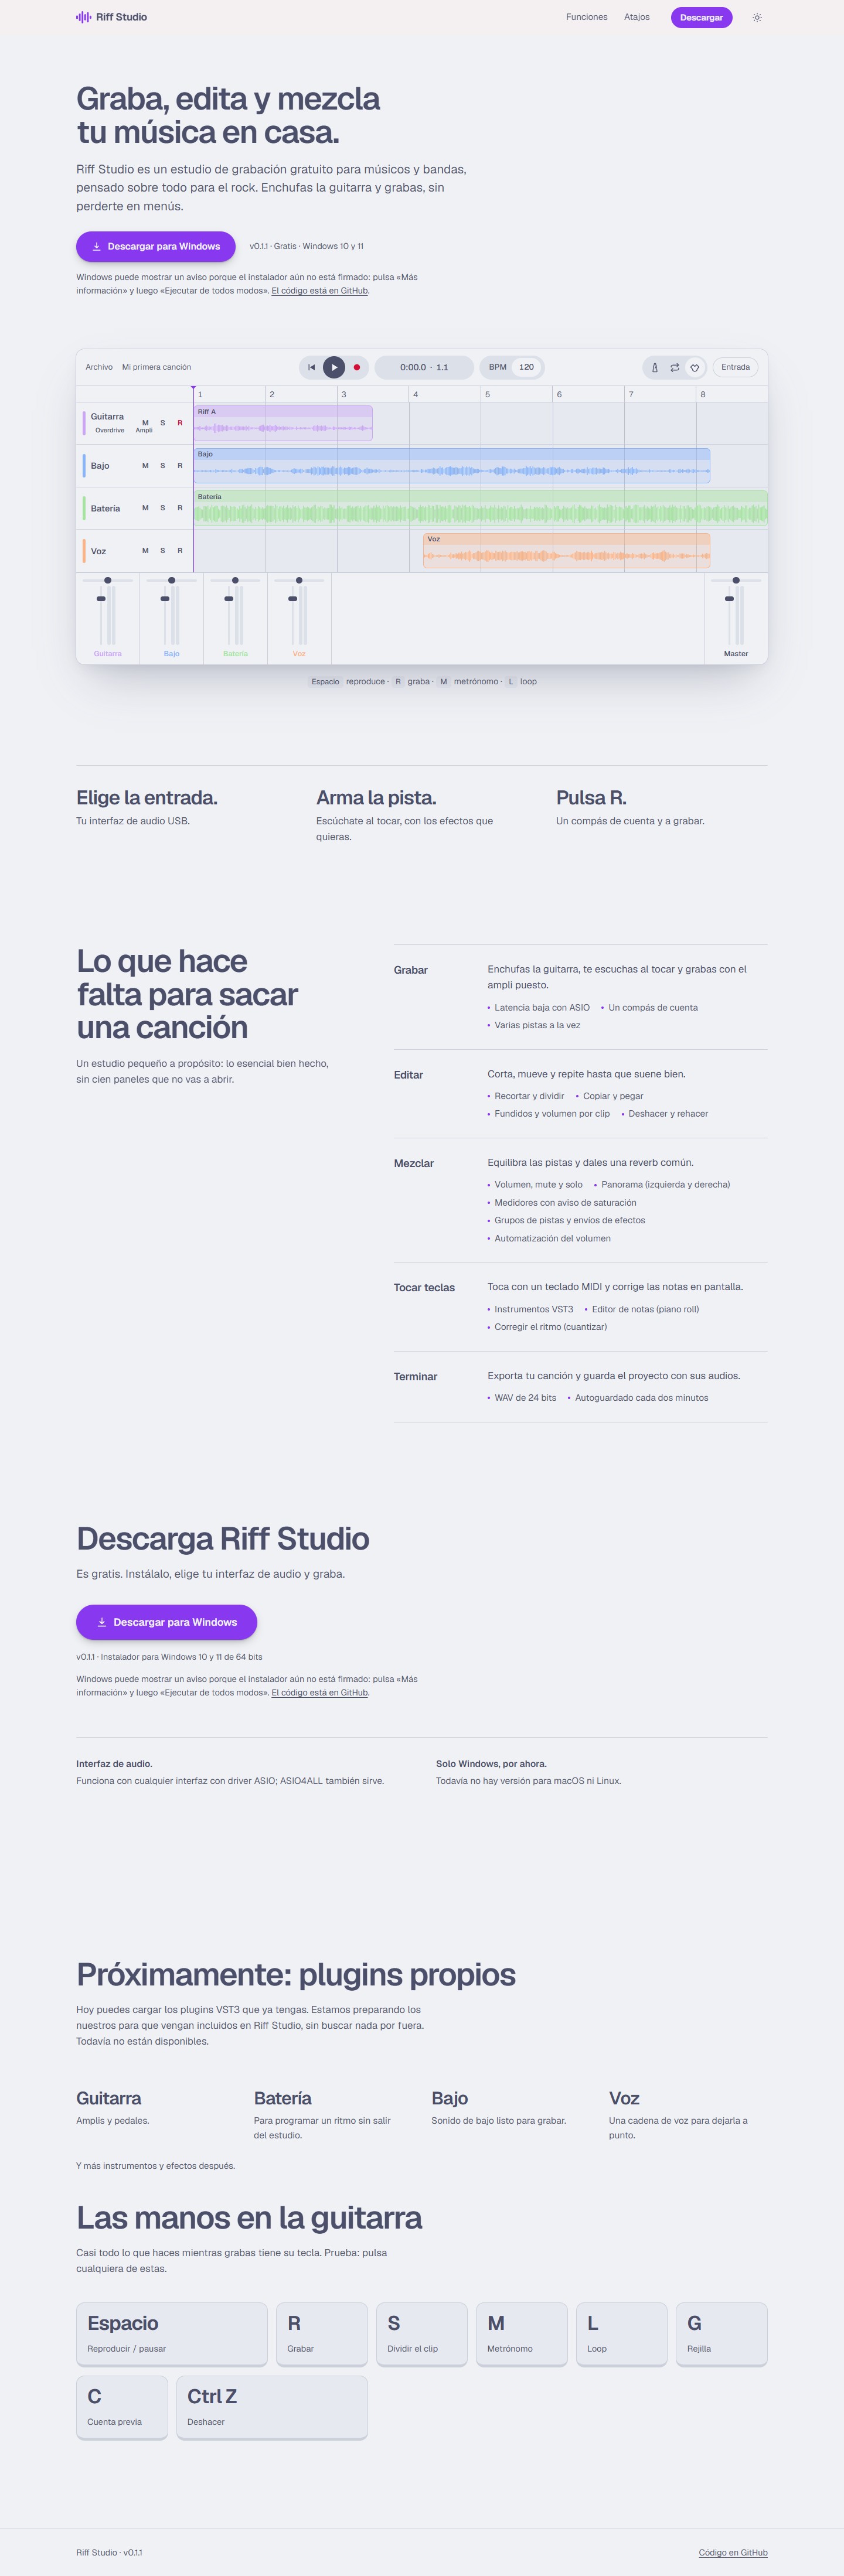 Riff Studio
Funciones
Atajos
Descargar
Graba, edita y mezcla
tu música en casa.
Riff Studio es un estudio de grabación gratuito para músicos y bandas,
pensado sobre todo para el rock. Enchufas la guitarra y grabas, sin
perderte en menús.
Descargar para Windows
v0.1.1 · Gratis · Windows 10 y 11
Windows puede mostrar un aviso porque el instalador aún no está firmado: pulsa «Más
información» y luego «Ejecutar de todos modos». El código está en GitHub.
Archivo
Mi primera canción
0:00.0 · 1.1
BPM 120
Entrada
1 2 3 4 5 6 7 8
Guitarra
M S R
Overdrive Ampli
Riff A
Bajo
M S R
Bajo
Batería
M S R
Batería
Voz
M S R
Voz
Guitarra
Bajo
Batería
Voz
Master
Espacio reproduce · R graba · M metrónomo · L loop
Elige la entrada.
Tu interfaz de audio USB.
Arma la pista.
Escúchate al tocar, con los efectos que
quieras.
Pulsa R.
Un compás de cuenta y a grabar.
Lo que hace
falta para sacar
una canción
Un estudio pequeño a propósito: lo esencial bien hecho,
sin cien paneles que no vas a abrir.
Grabar
Enchufas la guitarra, te escuchas al tocar y grabas con el
ampli puesto.
• Latencia baja con ASIO • Un compás de cuenta
• Varias pistas a la vez
Editar
Corta, mueve y repite hasta que suene bien.
• Recortar y dividir • Copiar y pegar
• Fundidos y volumen por clip • Deshacer y rehacer
Mezclar
Equilibra las pistas y dales una reverb común.
• Volumen, mute y solo • Panorama (izquierda y derecha)
• Medidores con aviso de saturación
• Grupos de pistas y envíos de efectos
• Automatización del volumen
Tocar teclas
Toca con un teclado MIDI y corrige las notas en pantalla.
• Instrumentos VST3 • Editor de notas (piano roll)
• Corregir el ritmo (cuantizar)
Terminar
Exporta tu canción y guarda el proyecto con sus audios.
• WAV de 24 bits • Autoguardado cada dos minutos
Descarga Riff Studio
Es gratis. Instálalo, elige tu interfaz de audio y graba.
Descargar para Windows
v0.1.1 · Instalador para Windows 10 y 11 de 64 bits
Windows puede mostrar un aviso porque el instalador aún no está firmado: pulsa «Más
información» y luego «Ejecutar de todos modos». El código está en GitHub.
Interfaz de audio.
Funciona con cualquier interfaz con driver ASIO; ASIO4ALL también sirve.
Solo Windows, por ahora.
Todavía no hay versión para macOS ni Linux.
Próximamente: plugins propios
Hoy puedes cargar los plugins VST3 que ya tengas. Estamos preparando los
nuestros para que vengan incluidos en Riff Studio, sin buscar nada por fuera.
Todavía no están disponibles.
Guitarra
Amplis y pedales.
Batería
Para programar un ritmo sin salir
del estudio.
Bajo
Sonido de bajo listo para grabar.
Voz
Una cadena de voz para dejarla a
punto.
Y más instrumentos y efectos después.
Las manos en la guitarra
Casi todo lo que haces mientras grabas tiene su tecla. Prueba: pulsa
cualquiera de estas.
Espacio
Reproducir / pausar
R
Grabar
S
Dividir el clip
M
Metrónomo
L
Loop
G
Rejilla
C
Cuenta previa
Ctrl Z
Deshacer
Riff Studio · v0.1.1
Código en GitHub